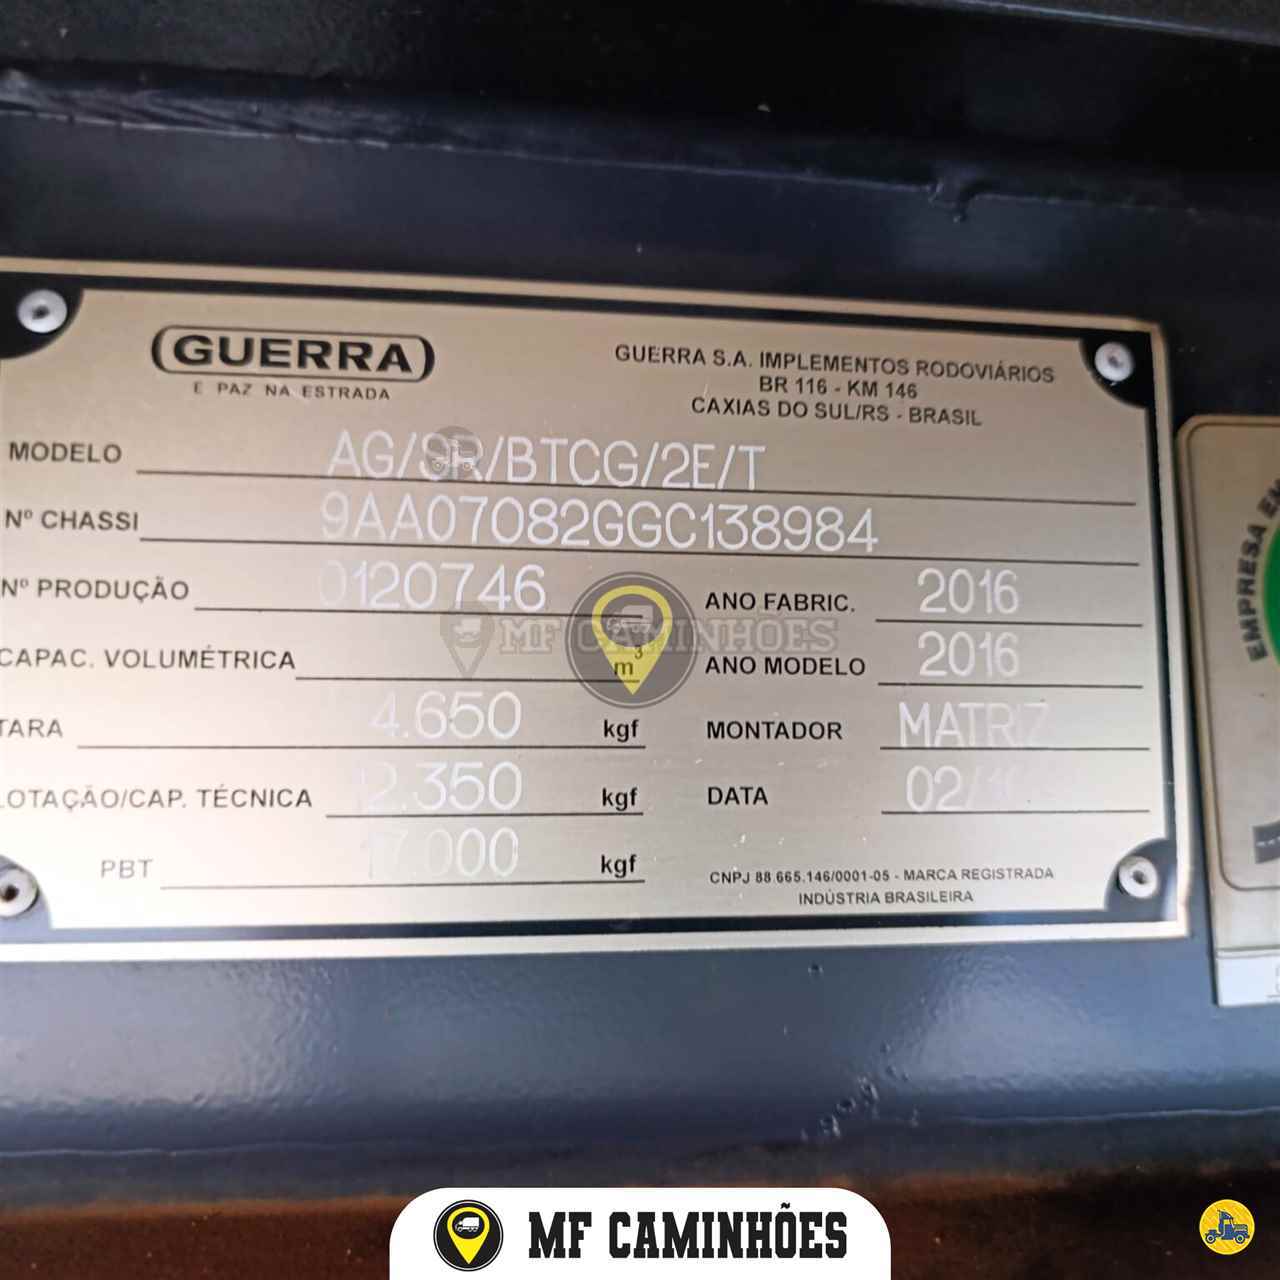 GUERRA
E PAZ NA ESTRADA
GUERRA S.A. IMPLEMENTOS RODOVIÁRIOS
BR 116 - KM 146
CAXIAS DO SUL/RS - BRASIL
MODELO AG/SR/BTCG/2E/T
Nº CHASSI 9AA07082GGC138984
Nº PRODUÇÃO 0120746
ANO FABRIC. 2016
CAPAC. VOLUMÉTRICA m³
ANO MODELO 2016
TARA 4.650 kgf
MONTADOR MATRIZ
LOTAÇÃO/CAP. TÉCNICA 12.350 kgf
DATA
PBT 17.000 kgf
CNPJ 88.665.146/0001-05 - MARCA REGISTRADA
INDÚSTRIA BRASILEIRA
EMPRESA
MF CAMINHÕES
MF CAMINHÕES